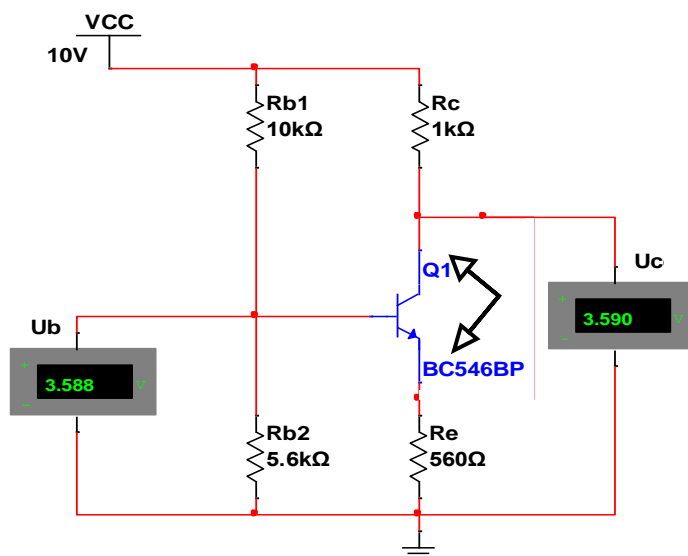 VCC
10V
Rb1
10kΩ
Rc
1kΩ
Q1
Uc
+
3.590
V
–
Ub
+
3.588
V
–
BC546BP
Rb2
5.6kΩ
Re
560Ω